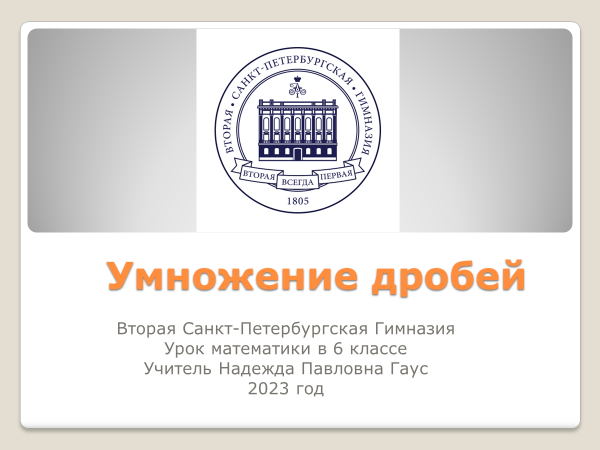 ВТОРАЯ • САНКТ-ПЕТЕРБУРГСКАЯ • ГИМНАЗИЯ
ВТОРАЯ ВСЕГДА ПЕРВАЯ
1805
Умножение дробей
Вторая Санкт-Петербургская Гимназия
Урок математики в 6 классе
Учитель Надежда Павловна Гаус
2023 год